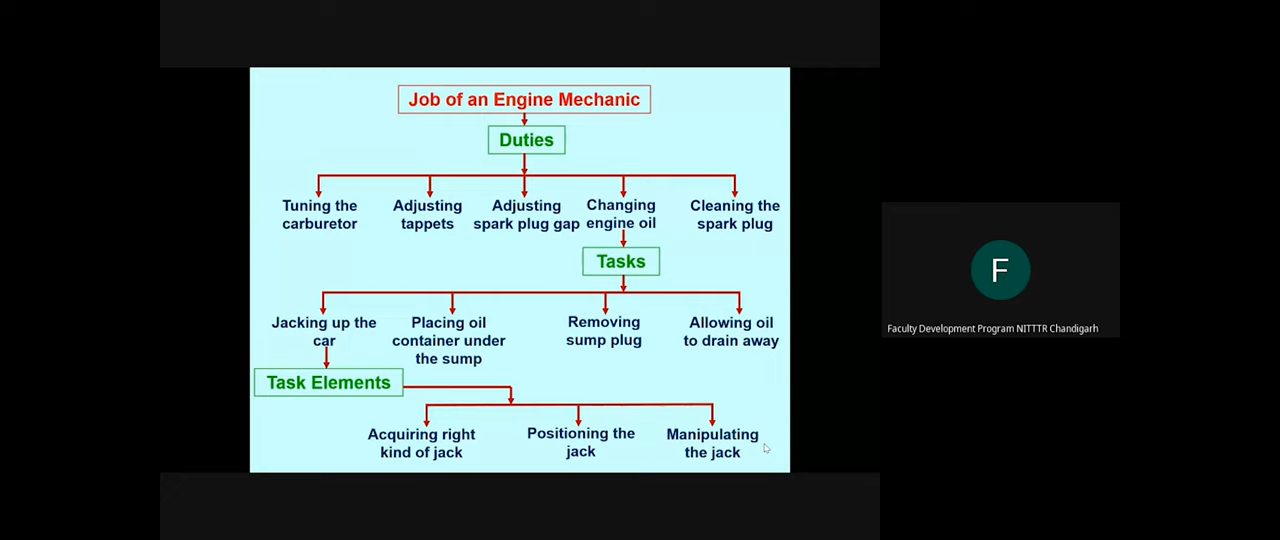 Job of an Engine Mechanic
Duties
Tuning the
carburetor
Adjusting
tappets
Adjusting
spark plug gap
Changing
engine oil
Cleaning the
spark plug
Tasks
Jacking up the
car
Placing oil
container under
the sump
Removing
sump plug
Allowing oil
to drain away
Task Elements
Acquiring right
kind of jack
Positioning the
jack
Manipulating
the jack
F
Faculty Development Program NITTTR Chandigarh